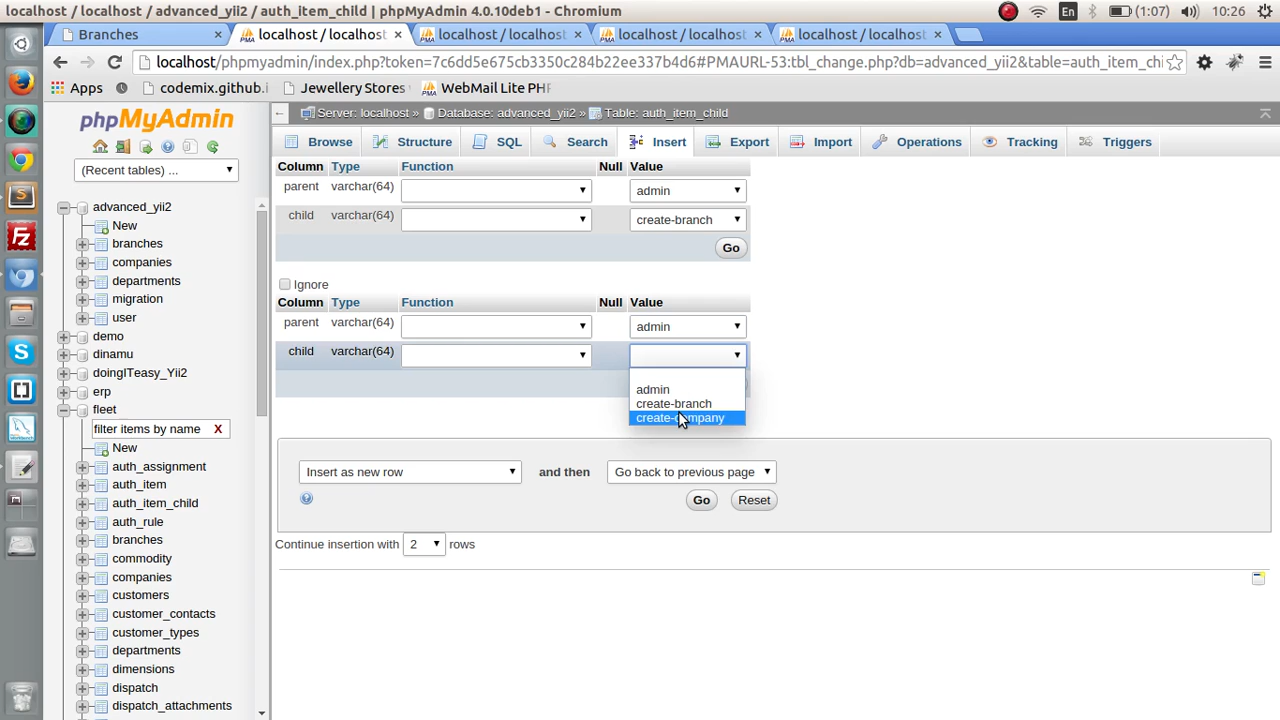 localhost / localhost / advanced_yii2 / auth_item_child | phpMyAdmin 4.0.10deb1 - Chromium
En
(1:07)
10:26
Branches ×
localhost / localhos ×
localhost / localhos ×
localhost / localhos ×
localhost / localhos ×
localhost/phpmyadmin/index.php?token=7c6dd5e675cb3350c284b22ee337b4d6#PMAURL-53:tbl_change.php?db=advanced_yii2&table=auth_item_chi
Apps
codemix.github.i
Jewellery Stores
WebMail Lite PHP
phpMyAdmin
(Recent tables) ...
advanced_yii2
New
branches
companies
departments
migration
user
demo
dinamu
doingITeasy_Yii2
erp
fleet
filter items by name X
New
auth_assignment
auth_item
auth_item_child
auth_rule
branches
commodity
companies
customers
customer_contacts
customer_types
departments
dimensions
dispatch
dispatch_attachments
Server: localhost » Database: advanced_yii2 » Table: auth_item_child
Browse Structure SQL Search Insert Export Import Operations Tracking Triggers
Column Type Function Null Value
parent varchar(64) admin
child varchar(64) create-branch
Go
Ignore
Column Type Function Null Value
parent varchar(64) admin
child varchar(64)
admin
create-branch
create-company
Insert as new row and then Go back to previous page
Go Reset
Continue insertion with 2 rows